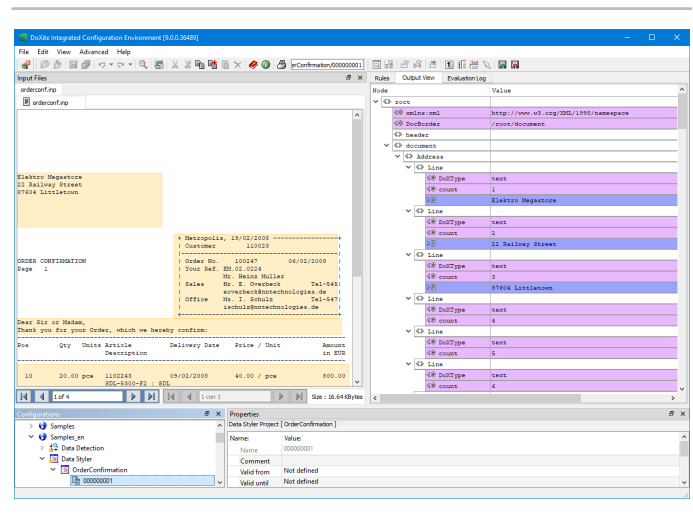 DoXite Integrated Configuration Environment [9.0.0.36489]
File Edit View Advanced Help
erConfirmation/000000001
Input Files
orderconf.inp
orderconf.inp
Elektro Megastore
22 Railway Street
87604 Littletown
+ Metropolis, 19/02/2008 -----------------+
| Customer 110028 |
|-----------------------------------------|
ORDER CONFIRMATION | Order No. 100247 06/02/2008 |
Page 1 | Your Ref. EM.02.0224 |
| Mr. Heinz Muller
| Sales Mr. E. Overbeck Tel-548|
| eoverbeck@nntechnologies.de |
| Office Ms. I. Schulz Tel-547|
| ischulz@nntechnologies.de |
+-----------------------------------------+
Dear Sir or Madam,
Thank you for your Order, which we hereby confirm:
Pos Qty Units Article Delivery Date Price / Unit Amount
Description in EUR
10 20.00 pce 1102243 09/02/2008 40.00 / pce 800.00
SDL-5300-F2 : SDL
1 of 4
1 von 1
Size : 16.64 KBytes
Rules Output View Evaluation Log
Node Value
root
xmlns:xml http://www.w3.org/XML/1998/namespace
DocBorder /root/document
header
document
Address
Line
DoXType text
count 1
Elektro Megastore
Line
DoXType text
count 2
22 Railway Street
Line
DoXType text
count 3
87604 Littletown
Line
DoXType text
count 4
Line
DoXType text
count 5
Line
DoXType text
count 6
Configurations
Samples
Samples_en
Data Detection
Data Styler
OrderConfirmation
000000001
Properties
Data Styler Project [ OrderConfirmation ]
Name: Value:
Name 000000001
Comment
Valid from Not defined
Valid until Not defined